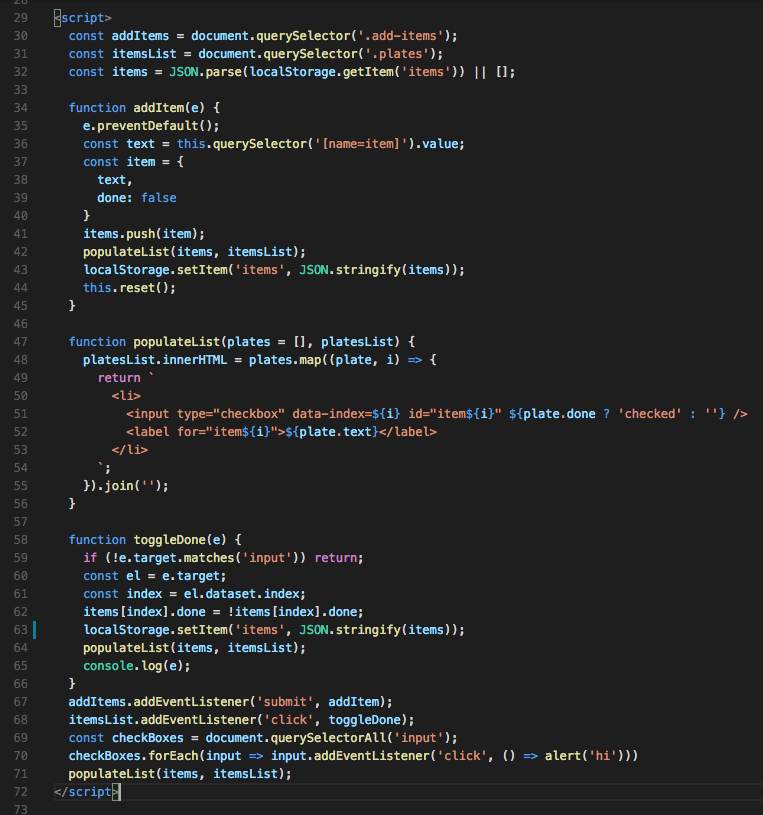 28
29 <script>
30 const addItems = document.querySelector('.add-items');
31 const itemsList = document.querySelector('.plates');
32 const items = JSON.parse(localStorage.getItem('items')) || [];
33
34 function addItem(e) {
35 e.preventDefault();
36 const text = this.querySelector('[name=item]').value;
37 const item = {
38 text,
39 done: false
40 }
41 items.push(item);
42 populateList(items, itemsList);
43 localStorage.setItem('items', JSON.stringify(items));
44 this.reset();
45 }
46
47 function populateList(plates = [], platesList) {
48 platesList.innerHTML = plates.map((plate, i) => {
49 return `
50 <li>
51 <input type="checkbox" data-index=${i} id="item${i}" ${plate.done ? 'checked' : ''} />
52 <label for="item${i}">${plate.text}</label>
53 </li>
54 `;
55 }).join('');
56 }
57
58 function toggleDone(e) {
59 if (!e.target.matches('input')) return;
60 const el = e.target;
61 const index = el.dataset.index;
62 items[index].done = !items[index].done;
63 localStorage.setItem('items', JSON.stringify(items));
64 populateList(items, itemsList);
65 console.log(e);
66 }
67 addItems.addEventListener('submit', addItem);
68 itemsList.addEventListener('click', toggleDone);
69 const checkBoxes = document.querySelectorAll('input');
70 checkBoxes.forEach(input => input.addEventListener('click', () => alert('hi')))
71 populateList(items, itemsList);
72 </script>
73